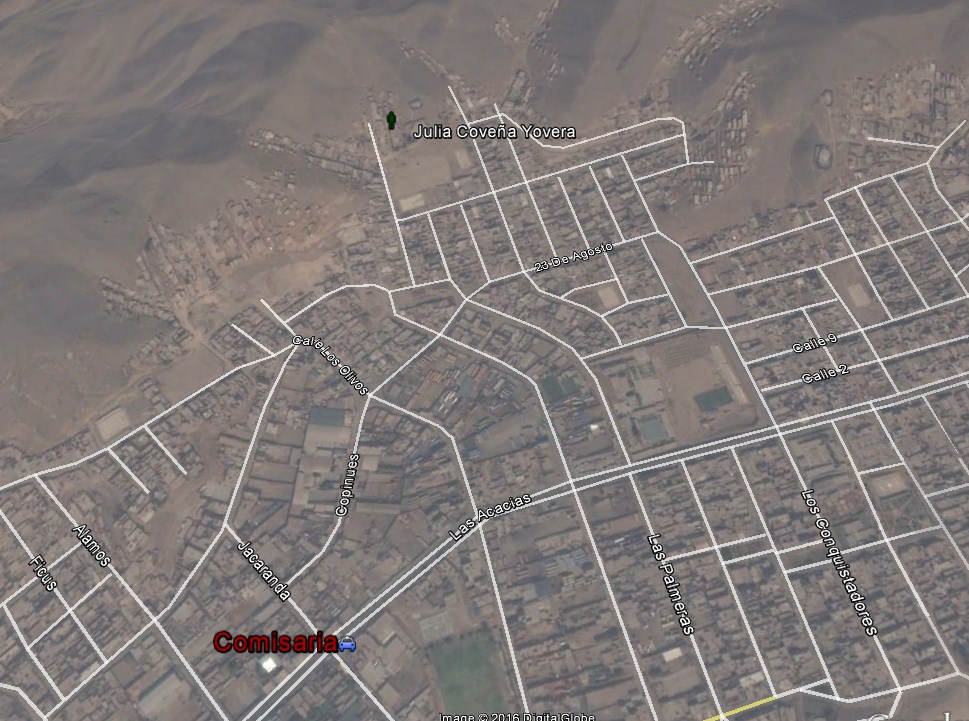 Julia Coveña Yovera
23 De Agosto
Calle Los Olivos
Calle 9
Calle 2
Copinues
Las Acacias
Alamos
Ficus
Jacaranda
Las Palmeras
Los Conquistadores
Comisaria
Image © 2016 DigitalGlobe